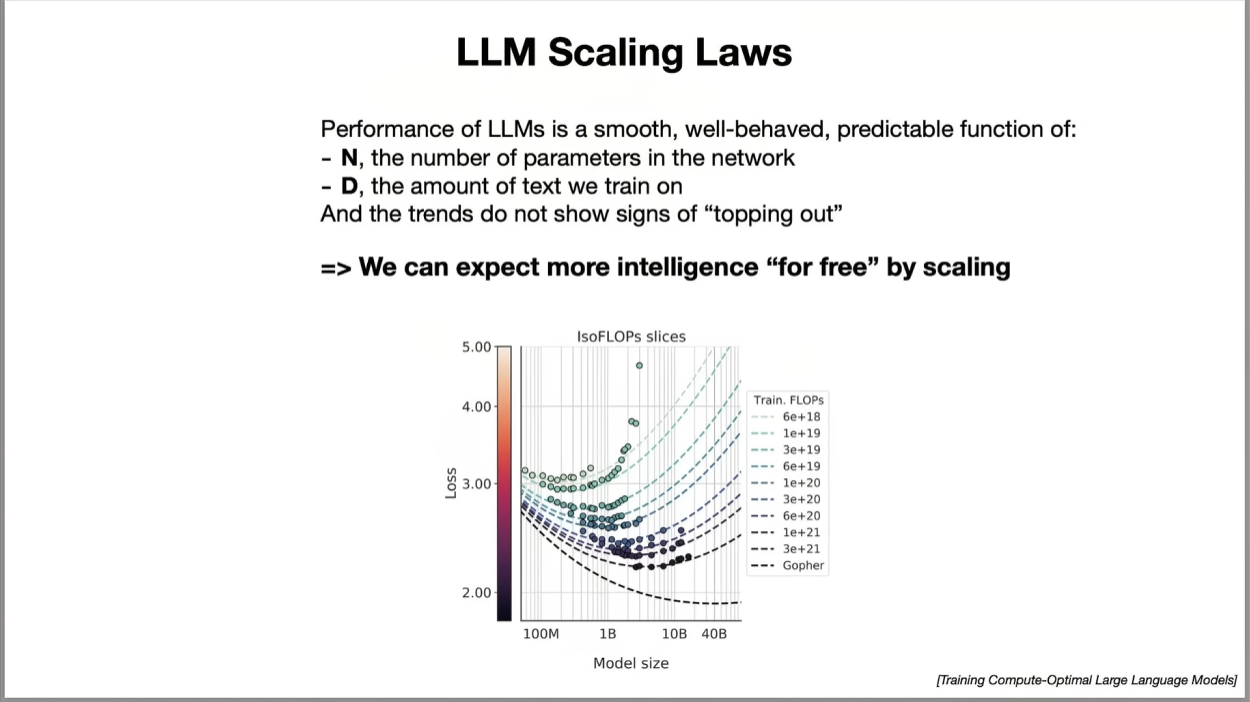 LLM Scaling Laws
Performance of LLMs is a smooth, well-behaved, predictable function of:
- N, the number of parameters in the network
- D, the amount of text we train on
And the trends do not show signs of “topping out”
=> We can expect more intelligence “for free” by scaling
IsoFLOPs slices
5.00
4.00
3.00
2.00
Loss
100M 1B 10B 40B
Model size
Train. FLOPs
6e+18
1e+19
3e+19
6e+19
1e+20
3e+20
6e+20
1e+21
3e+21
Gopher
[Training Compute-Optimal Large Language Models]